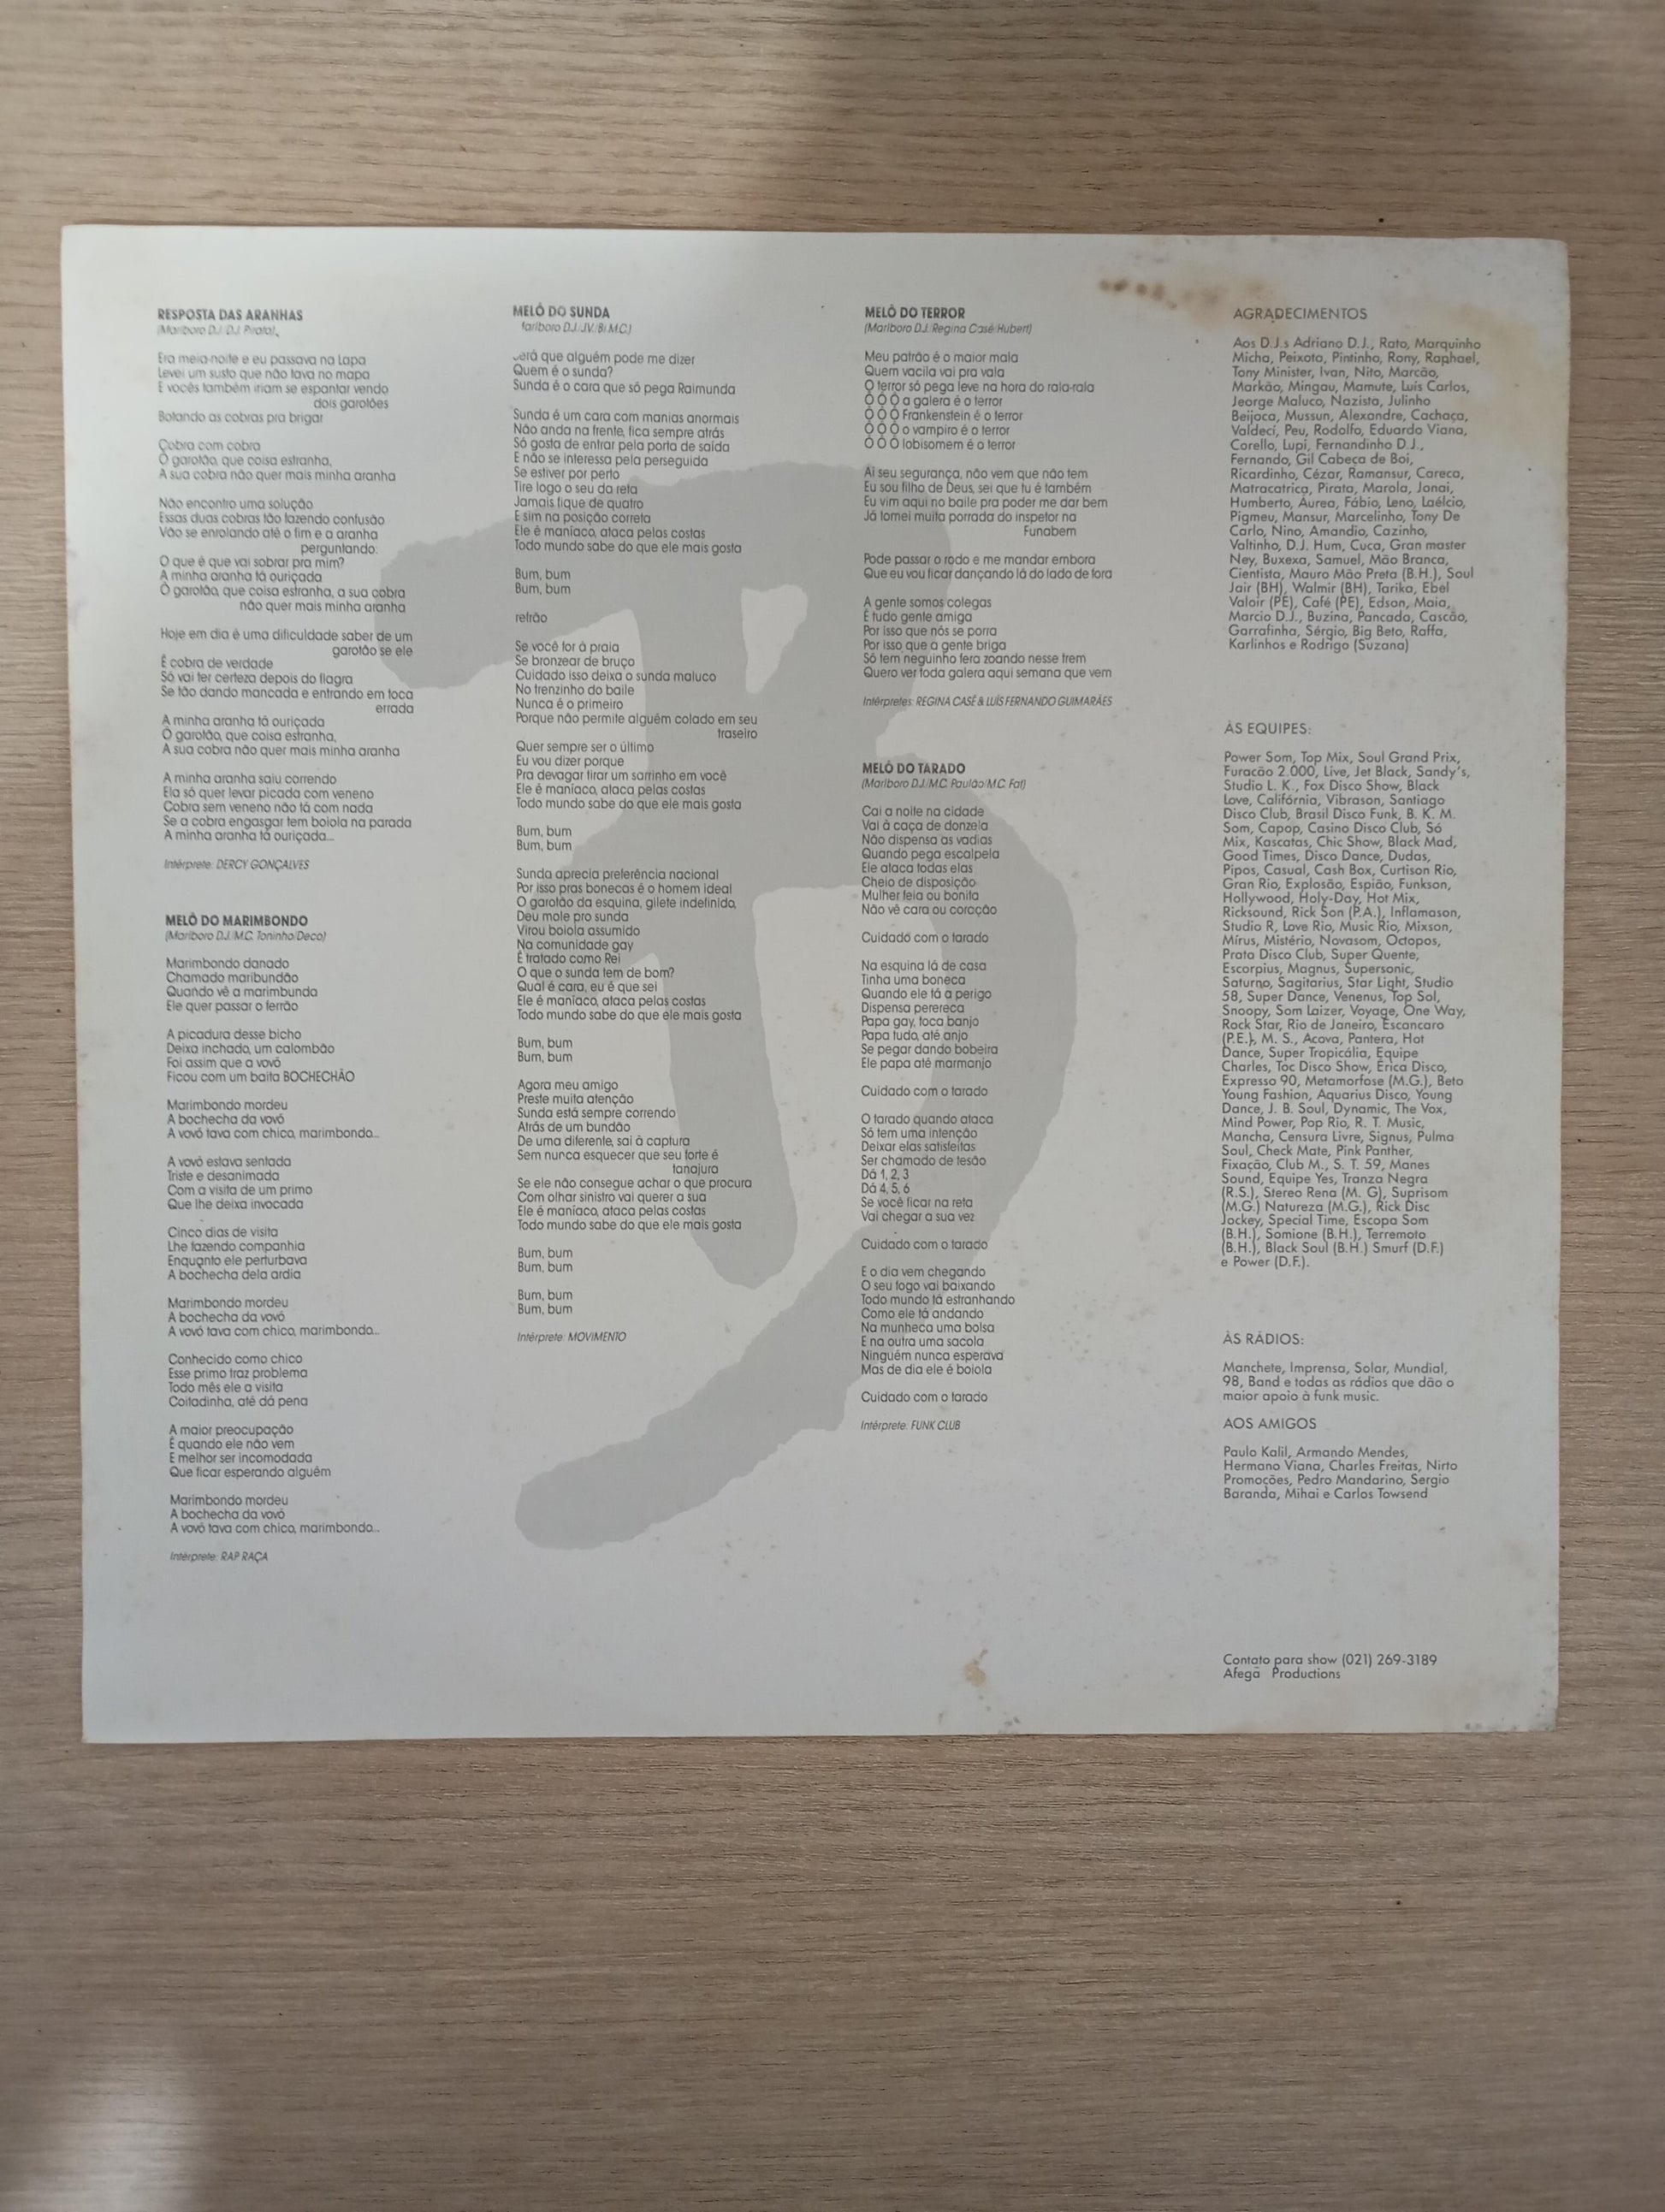 RESPOSTA DAS ARANHAS
(Marlboro D.J./D.J. Pirata)
Era meia-noite e eu passava na Lapa
Levei um susto que não tava no mapa
E vocês também iriam se espantar vendo
dois garotões
Botando as cobras pra brigar
Cobra com cobra
Ô garotão, que coisa estranha,
A sua cobra não quer mais minha aranha
Não encontro uma solução
Essas duas cobras tão fazendo confusão
Vão se enrolando até o fim e a aranha
perguntando:
O que é que vai sobrar pra mim?
A minha aranha tá ouriçada
Ô garotão, que coisa estranha, a sua cobra
não quer mais minha aranha
Hoje em dia é uma dificuldade saber de um
garotão se ele
É cobra de verdade
Só vai ter certeza depois do flagra
Se tão dando mancada e entrando em toca
errada
A minha aranha tá ouriçada
Ô garotão, que coisa estranha,
A sua cobra não quer mais minha aranha
A minha aranha saiu correndo
Ela só quer levar picada com veneno
Cobra sem veneno não tá com nada
Se a cobra engasgar tem boiola na parada
A minha aranha tá ouriçada...
Intérprete: DERCY GONÇALVES
MELÔ DO MARIMBONDO
(Marlboro D.J./M.C. Toninho/Deco)
Marimbondo danado
Chamado maribundão
Quando vê a marimbunda
Ele quer passar o ferrão
A picadura desse bicho
Deixa inchado, um calombão
Foi assim que a vovó
Ficou com um baita BOCHECHÃO
Marimbondo mordeu
A bochecha da vovó
A vovó tava com chico, marimbondo...
A vovó estava sentada
Triste e desanimada
Com a visita de um primo
Que lhe deixa invocada
Cinco dias de visita
Lhe fazendo companhia
Enquanto ele perturbava
A bochecha dela ardia
Marimbondo mordeu
A bochecha da vovó
A vovó tava com chico, marimbondo...
Conhecido como chico
Esse primo traz problema
Todo mês ele a visita
Coitadinha, até dá pena
A maior preocupação
É quando ele não vem
E melhor ser incomodada
Que ficar esperando alguém
Marimbondo mordeu
A bochecha da vovó
A vovó tava com chico, marimbondo...
Intérprete: RAP RAÇA
MELÔ DO SUNDA
Marlboro D.J./J.V./B/M.C.)
erá que alguém pode me dizer
Quem é o sunda?
Sunda é o cara que só pega Raimunda
Sunda é um cara com manias anormais
Não anda na frente, fica sempre atrás
Só gosta de entrar pela porta de saída
E não se interessa pela perseguida
Se estiver por perto
Tire logo o seu da reta
Jamais fique de quatro
E sim na posição correta
Ele é maníaco, ataca pelas costas
Todo mundo sabe do que ele mais gosta
Bum, bum
Bum, bum
refrão
Se você for à praia
Se bronzear de bruço
Cuidado isso deixa o sunda maluco
No trenzinho do baile
Nunca é o primeiro
Porque não permite alguém colado em seu
traseiro
Quer sempre ser o último
Eu vou dizer porque
Pra devagar tirar um sarrinho em você
Ele é maníaco, ataca pelas costas
Todo mundo sabe do que ele mais gosta
Bum, bum
Bum, bum
Sunda aprecia preferência nacional
Por isso pras bonecas é o homem ideal
O garotão da esquina, gilete indefinido,
Deu mole pro sunda
Virou boiola assumido
Na comunidade gay
É tratado como Rei
O que o sunda tem de bom?
Qual é cara, eu é que sei
Ele é maníaco, ataca pelas costas
Todo mundo sabe do que ele mais gosta
Bum, bum
Bum, bum
Agora meu amigo
Preste muita atenção
Sunda está sempre correndo
Atrás de um bundão
De uma diferente, sai à captura
Sem nunca esquecer que seu forte é
tanajura
Se ele não consegue achar o que procura
Com olhar sinistro vai querer a sua
Ele é maníaco, ataca pelas costas
Todo mundo sabe do que ele mais gosta
Bum, bum
Bum, bum
Bum, bum
Bum, bum
Intérprete: MOVIMENTO
MELÔ DO TERROR
(Marlboro D.J./Regina Casé/Hubert)
Meu patrão é o maior mala
Quem vacila vai pra vala
O terror só pega leve na hora do rala-rala
Ô Ô Ô a galera é o terror
Ô Ô Ô Frankenstein é o terror
Ô Ô Ô o vampiro é o terror
Ô Ô Ô lobisomem é o terror
Ai seu segurança, não vem que não tem
Eu sou filho de Deus, sei que tu é também
Eu vim aqui no baile pra poder me dar bem
Já tomei muita porrada do inspetor na
Funabem
Pode passar o rodo e me mandar embora
Que eu vou ficar dançando lá do lado de fora
A gente somos colegas
É tudo gente amiga
Por isso que nós se porra
Por isso que a gente briga
Só tem neguinho fera zoando nesse trem
Quero ver toda galera aqui semana que vem
Intérpretes: REGINA CASÉ & LUÍS FERNANDO GUIMARÃES
MELÔ DO TARADO
(Marlboro D.J./M.C. Paulão/M.C. Fat)
Cai a noite na cidade
Vai à caça de donzela
Não dispensa as vadias
Quando pega escalpela
Ele ataca todas elas
Cheio de disposição
Mulher feia ou bonita
Não vê cara ou coração
Cuidado com o tarado
Na esquina lá de casa
Tinha uma boneca
Quando ele tá a perigo
Dispensa perereca
Papa gay, toca banjo
Papa tudo, até anjo
Se pegar dando bobeira
Ele papa até marmanjo
Cuidado com o tarado
O tarado quando ataca
Só tem uma intenção
Deixar elas satisfeitas
Ser chamado de tesão
Dá 1, 2, 3
Dá 4, 5, 6
Se você ficar na reta
Vai chegar a sua vez
Cuidado com o tarado
E o dia vem chegando
O seu fogo vai baixando
Todo mundo tá estranhando
Como ele tá andando
Na munheca uma bolsa
E na outra uma sacola
Ninguém nunca esperava
Mas de dia ele é boiola
Cuidado com o tarado
Intérprete: FUNK CLUB
AGRADECIMENTOS
Aos D.J.s Adriano D.J., Rato, Marquinho
Micha, Peixota, Pintinho, Rony, Raphael,
Tony Minister, Ivan, Nito, Marcão,
Markão, Mingau, Mamute, Luís Carlos,
Jeorge Maluco, Nazista, Julinho
Beijoca, Mussun, Alexandre, Cachaça,
Valdeci, Peu, Rodolfo, Eduardo Viana,
Corello, Lupi, Fernandinho D.J.,
Fernando, Gil Cabeça de Boi,
Ricardinho, Cézar, Ramansur, Careca,
Matracatrica, Pirata, Marola, Janai,
Humberto, Áurea, Fábio, Leno, Laélcio,
Pigmeu, Mansur, Marcelinho, Tony De
Carlo, Nino, Amandio, Cazinho,
Valtinho, D.J. Hum, Cuca, Gran master
Ney, Buxexa, Samuel, Mão Branca,
Cientista, Mauro Mão Preta (B.H.), Soul
Jair (BH), Walmir (BH), Tarika, Ebel
Valoir (PE), Café (PE), Edson, Maia,
Marcio D.J., Buzina, Pancada, Cascão,
Garrafinha, Sérgio, Big Beto, Raffa,
Karlinhos e Rodrigo (Suzana)
ÀS EQUIPES:
Power Som, Top Mix, Soul Grand Prix,
Furacão 2.000, Live, Jet Black, Sandy's,
Studio L. K., Fox Disco Show, Black
Love, Califórnia, Vibrason, Santiago
Disco Club, Brasil Disco Funk, B. K. M.
Som, Capop, Casino Disco Club, Só
Mix, Kascatas, Chic Show, Black Mad,
Good Times, Disco Dance, Dudas,
Pipos, Casual, Cash Box, Curtison Rio,
Gran Rio, Explosão, Espião, Funkson,
Hollywood, Holy-Day, Hot Mix,
Ricksound, Rick Son (P.A.), Inflamason,
Studio R, Love Rio, Music Rio, Mixson,
Mírus, Mistério, Novasom, Octopos,
Prata Disco Club, Super Quente,
Escorpius, Magnus, Supersonic,
Saturno, Sagitarius, Star Light, Studio
58, Super Dance, Venenus, Top Sol,
Snoopy, Som Laizer, Voyage, One Way,
Rock Star, Rio de Janeiro, Escancaro
(P.E.), M. S., Acova, Pantera, Hot
Dance, Super Tropicália, Equipe
Charles, Toc Disco Show, Erica Disco,
Expresso 90, Metamorfose (M.G.), Beto
Young Fashion, Aquarius Disco, Young
Dance, J. B. Soul, Dynamic, The Vox,
Mind Power, Pop Rio, R. T. Music,
Mancha, Censura Livre, Signus, Pulma
Soul, Check Mate, Pink Panther,
Fixação, Club M., S. T. 59, Manes
Sound, Equipe Yes, Tranza Negra
(R.S.), Stereo Rena (M. G), Suprisom
(M.G.) Natureza (M.G.), Rick Disc
Jockey, Special Time, Escopa Som
(B.H.), Somione (B.H.), Terremoto
(B.H.), Black Soul (B.H.) Smurf (D.F.)
e Power (D.F.).
ÀS RÁDIOS:
Manchete, Imprensa, Solar, Mundial,
98, Band e todas as rádios que dão o
maior apoio à funk music.
AOS AMIGOS
Paulo Kalil, Armando Mendes,
Hermano Viana, Charles Freitas, Nirto
Promoções, Pedro Mandarino, Sergio
Baranda, Mihai e Carlos Towsend
Contato para show (021) 269-3189
Afegã Productions